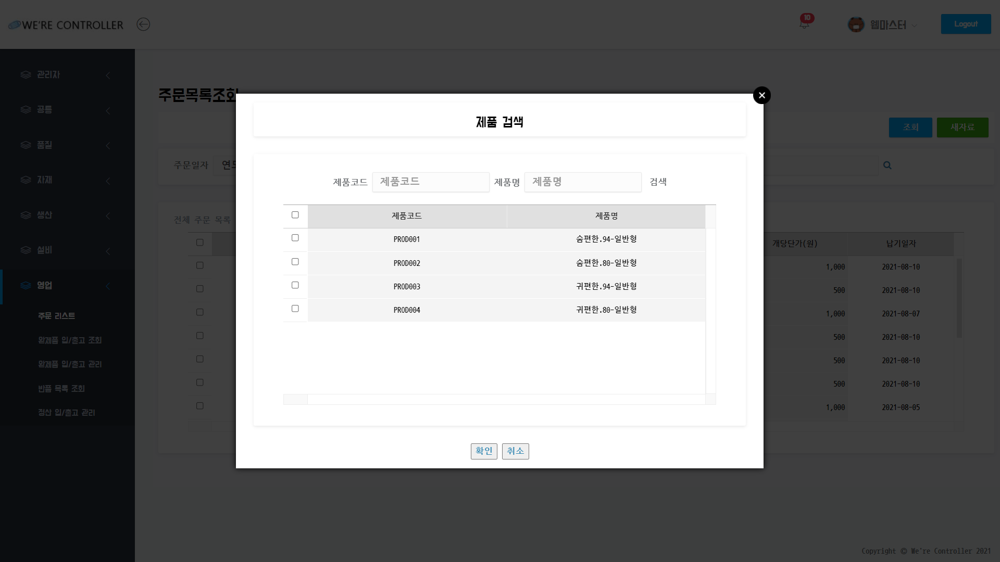 WE'RE CONTROLLER
10
웹마스터
Logout
관리자
공통
품질
자재
생산
설비
영업
주문 리스트
완제품 입/출고 조회
완제품 입/출고 관리
반품 목록 조회
정산 입/출고 관리
주문목록조회
조회
새자료
주문일자
전체 주문 목록
개당단가(원) 납기일자
1,000 2021-08-10
500 2021-08-10
1,000 2021-08-07
500 2021-08-10
500 2021-08-10
500 2021-08-10
1,000 2021-08-05
제품 검색
제품코드 제품코드 제품명 제품명 검색
제품코드 제품명
PROD001 숨편한.94-일반형
PROD002 숨편한.80-일반형
PROD003 귀편한.94-일반형
PROD004 귀편한.80-일반형
확인 취소
Copyright © We're Controller 2021